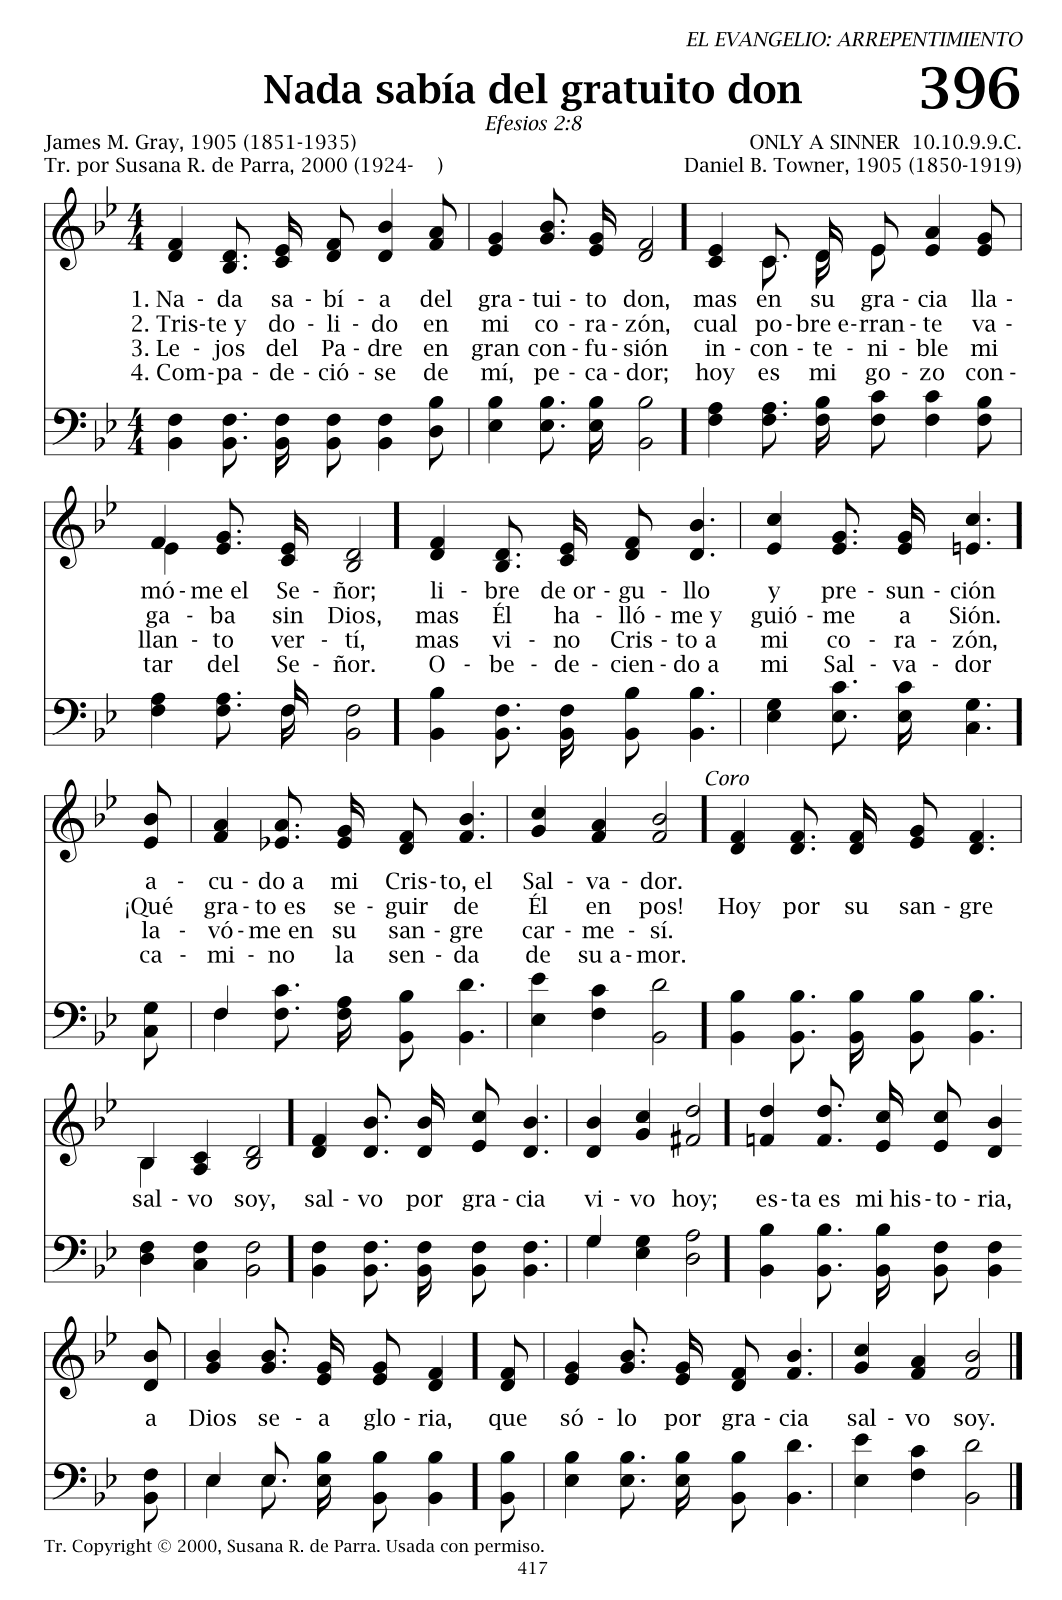 EL EVANGELIO: ARREPENTIMIENTO
Nada sabía del gratuito don 396
Efesios 2:8
James M. Gray, 1905 (1851-1935) ONLY A SINNER 10.10.9.9.C.
Tr. por Susana R. de Parra, 2000 (1924- ) Daniel B. Towner, 1905 (1850-1919)
1. Na - da sa - bí - a del gra - tui - to don, mas en su gra - cia lla -
2. Tris - te y do - li - do en mi co - ra - zón, cual po - bre e - rran - te va -
3. Le - jos del Pa - dre en gran con - fu - sión in - con - te - ni - ble mi
4. Com - pa - de - ció - se de mí, pe - ca - dor; hoy es mi go - zo con -
mó - me el Se - ñor; li - bre de or - gu - llo y pre - sun - ción
ga - ba sin Dios, mas Él ha - lló - me y guió - me a Sión.
llan - to ver - tí, mas vi - no Cris - to a mi co - ra - zón,
tar del Se - ñor. O - be - de - cien - do a mi Sal - va - dor
Coro
a - cu - do a mi Cris - to, el Sal - va - dor.
¡Qué gra - to es se - guir de Él en pos! Hoy por su san - gre
la - vó - me en su san - gre car - me - sí.
ca - mi - no la sen - da de su a - mor.
sal - vo soy, sal - vo por gra - cia vi - vo hoy; es - ta es mi his - to - ria,
a Dios se - a glo - ria, que só - lo por gra - cia sal - vo soy.
Tr. Copyright © 2000, Susana R. de Parra. Usada con permiso.
417